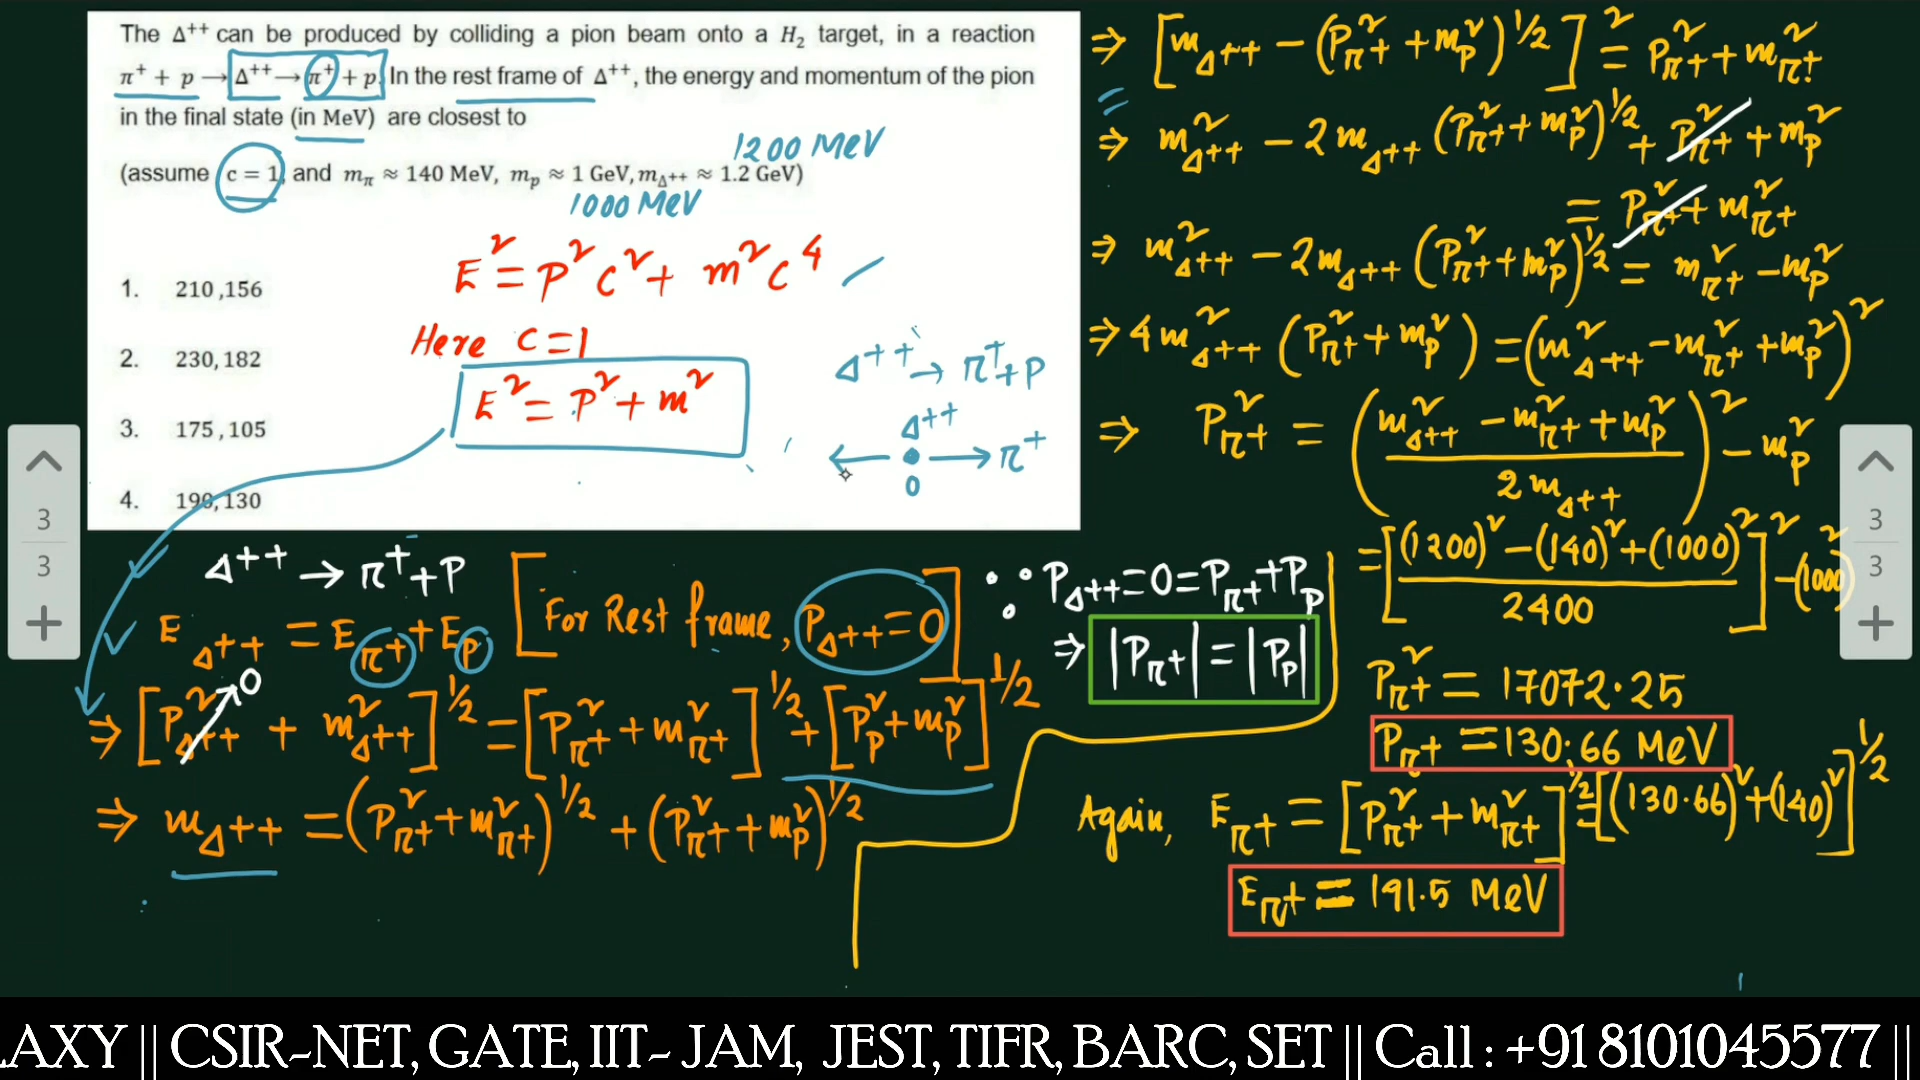 The Δ⁺⁺ can be produced by colliding a pion beam onto a H₂ target, in a reaction
π⁺ + p → Δ⁺⁺ → π⁺ + p. In the rest frame of Δ⁺⁺, the energy and momentum of the pion
in the final state (in MeV) are closest to
1200 MeV
(assume c = 1, and m_π ≈ 140 MeV, m_p ≈ 1 GeV, m_Δ⁺⁺ ≈ 1.2 GeV)
1000 MeV
1. 210,156
2. 230,182
3. 175,105
4. 190,130
E² = P²c² + m²c⁴
Here c = 1
E² = P² + m²
Δ⁺⁺ → π⁺ + p
Δ⁺⁺
π⁺
0
Δ⁺⁺ → π⁺ + P
E_Δ⁺⁺ = E_π⁺ + E_p [For Rest frame, P_Δ⁺⁺ = 0]
⇒ [P²_Δ⁺⁺ ↗0 + m²_Δ⁺⁺]^1/2 = [P²_π⁺ + m²_π⁺]^1/2 + [P²_p + m²_p]^1/2
⇒ m_Δ⁺⁺ = (P²_π⁺ + m²_π⁺)^1/2 + (P²_π⁺ + m²_p)^1/2
∵ P_Δ⁺⁺ = 0 = P_π⁺ + P_p
⇒ |P_π⁺| = |P_p|
⇒ [m_Δ⁺⁺ − (P²_π⁺ + m²_p)^1/2]² = P²_π⁺ + m²_π⁺
⇒ m²_Δ⁺⁺ − 2m_Δ⁺⁺ (P²_π⁺ + m²_p)^1/2 + P²_π⁺ + m²_p
= P²_π⁺ + m²_π⁺
⇒ m²_Δ⁺⁺ − 2m_Δ⁺⁺ (P²_π⁺ + m²_p)^1/2 = m²_π⁺ − m²_p
⇒ 4m²_Δ⁺⁺ (P²_π⁺ + m²_p) = (m²_Δ⁺⁺ − m²_π⁺ + m²_p)²
⇒ P²_π⁺ = ((m²_Δ⁺⁺ − m²_π⁺ + m²_p) / 2m_Δ⁺⁺)² − m²_p
= [((1200)² − (140)² + (1000)²) / 2400]² − (1000)²
P²_π⁺ = 17072.25
P_π⁺ = 130.66 MeV
Again, E_π⁺ = [P²_π⁺ + m²_π⁺]^1/2 = [(130.66)² + (140)²]^1/2
E_π⁺ = 191.5 MeV
3
3
3
3
LAXY || CSIR-NET, GATE, IIT- JAM, JEST, TIFR, BARC, SET || Call : +91 8101045577 ||